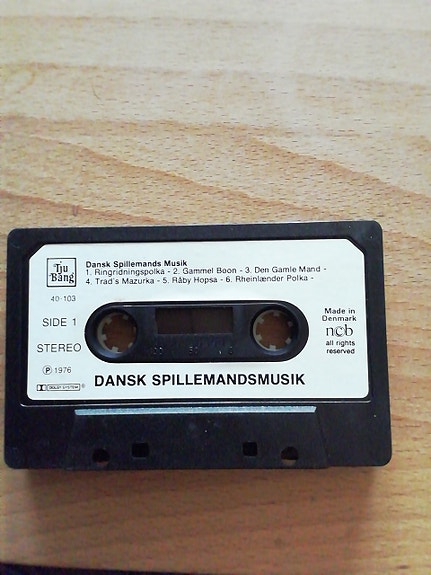 Tju
Bang
Dansk Spillemands Musik
1. Ringridningspolka - 2. Gammel Boon - 3. Den Gamle Mand -
4. Trad's Mazurka - 5. Råby Hopsa - 6. Rheinlænder Polka -
40-103
SIDE 1
STEREO
Ⓟ 1976
DOLBY SYSTEM ®
Made in
Denmark
ncb
all rights
reserved
DANSK SPILLEMANDSMUSIK